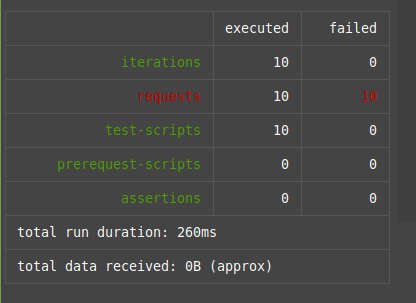 executed failed
iterations 10 0
requests 10 10
test-scripts 10 0
prerequest-scripts 0 0
assertions 0 0
total run duration: 260ms
total data received: 0B (approx)